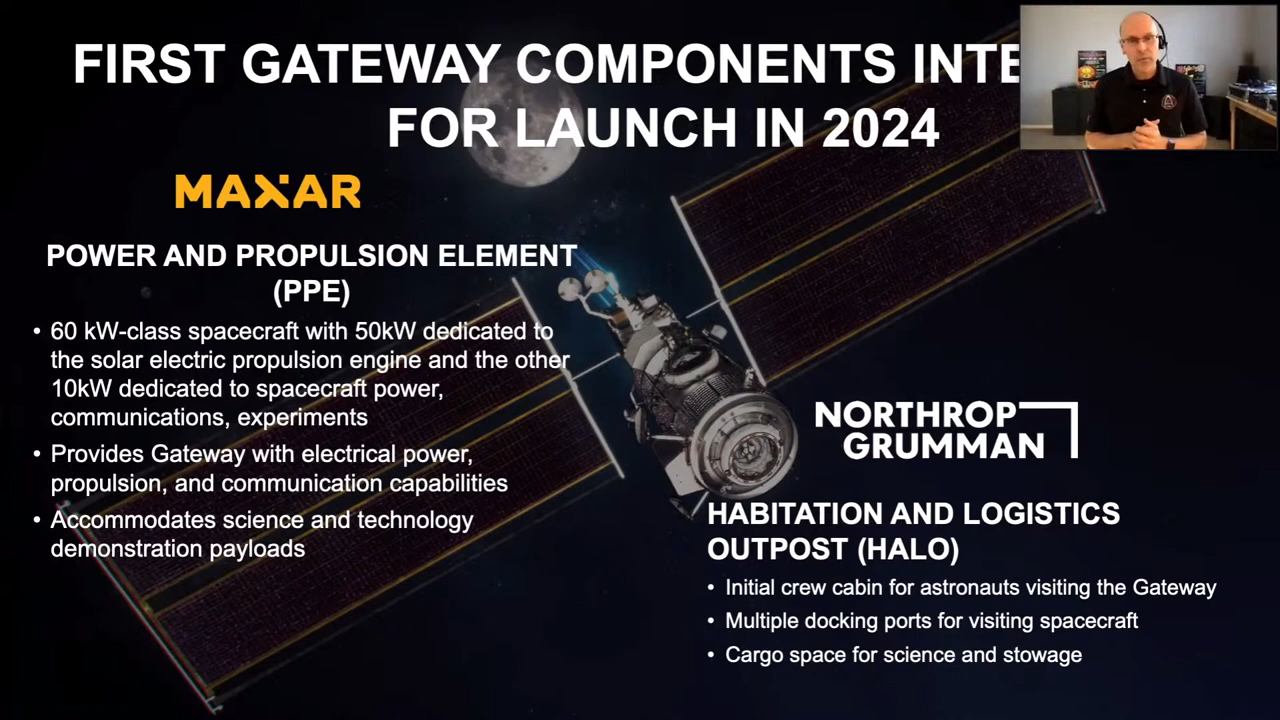 FIRST GATEWAY COMPONENTS
FOR LAUNCH IN 2024
MAXAR
POWER AND PROPULSION ELEMENT
(PPE)
• 60 kW-class spacecraft with 50kW dedicated to
the solar electric propulsion engine and the other
10kW dedicated to spacecraft power,
communications, experiments
• Provides Gateway with electrical power,
propulsion, and communication capabilities
• Accommodates science and technology
demonstration payloads
NORTHROP
GRUMMAN
HABITATION AND LOGISTICS
OUTPOST (HALO)
• Initial crew cabin for astronauts visiting the Gateway
• Multiple docking ports for visiting spacecraft
• Cargo space for science and stowage